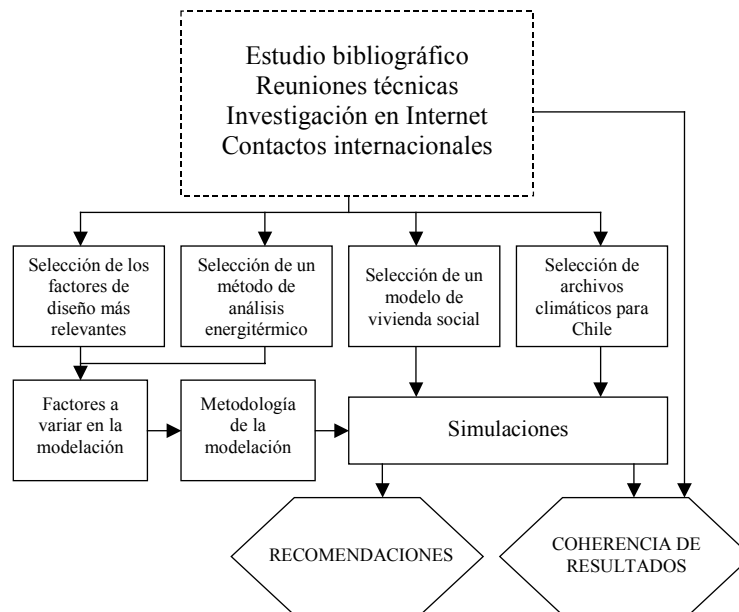 Estudio bibliográfico
Reuniones técnicas
Investigación en Internet
Contactos internacionales
Selección de los
factores de
diseño más
relevantes
Selección de un
método de
análisis
energitérmico
Selección de un
modelo de
vivienda social
Selección de
archivos
climáticos para
Chile
Factores a
variar en la
modelación
Metodología
de la
modelación
Simulaciones
RECOMENDACIONES
COHERENCIA DE
RESULTADOS